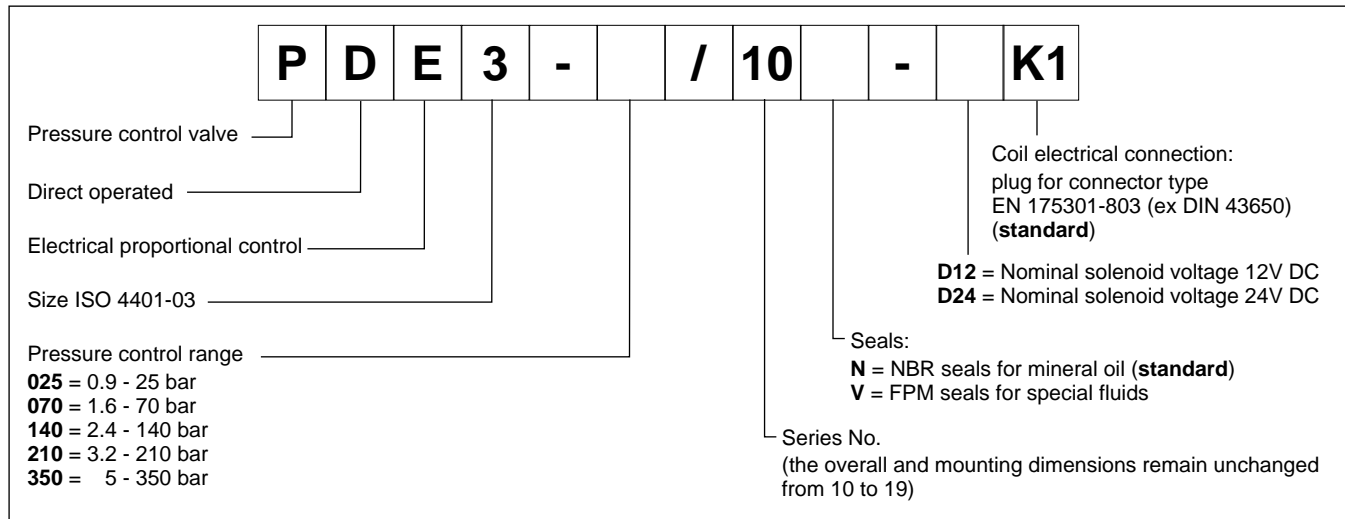 P D E 3 - / 10 - K1
Pressure control valve
Direct operated
Electrical proportional control
Size ISO 4401-03
Pressure control range
025 = 0.9 - 25 bar
070 = 1.6 - 70 bar
140 = 2.4 - 140 bar
210 = 3.2 - 210 bar
350 = 5 - 350 bar
Coil electrical connection:
plug for connector type
EN 175301-803 (ex DIN 43650)
(standard)
D12 = Nominal solenoid voltage 12V DC
D24 = Nominal solenoid voltage 24V DC
Seals:
N = NBR seals for mineral oil (standard)
V = FPM seals for special fluids
Series No.
(the overall and mounting dimensions remain unchanged
from 10 to 19)